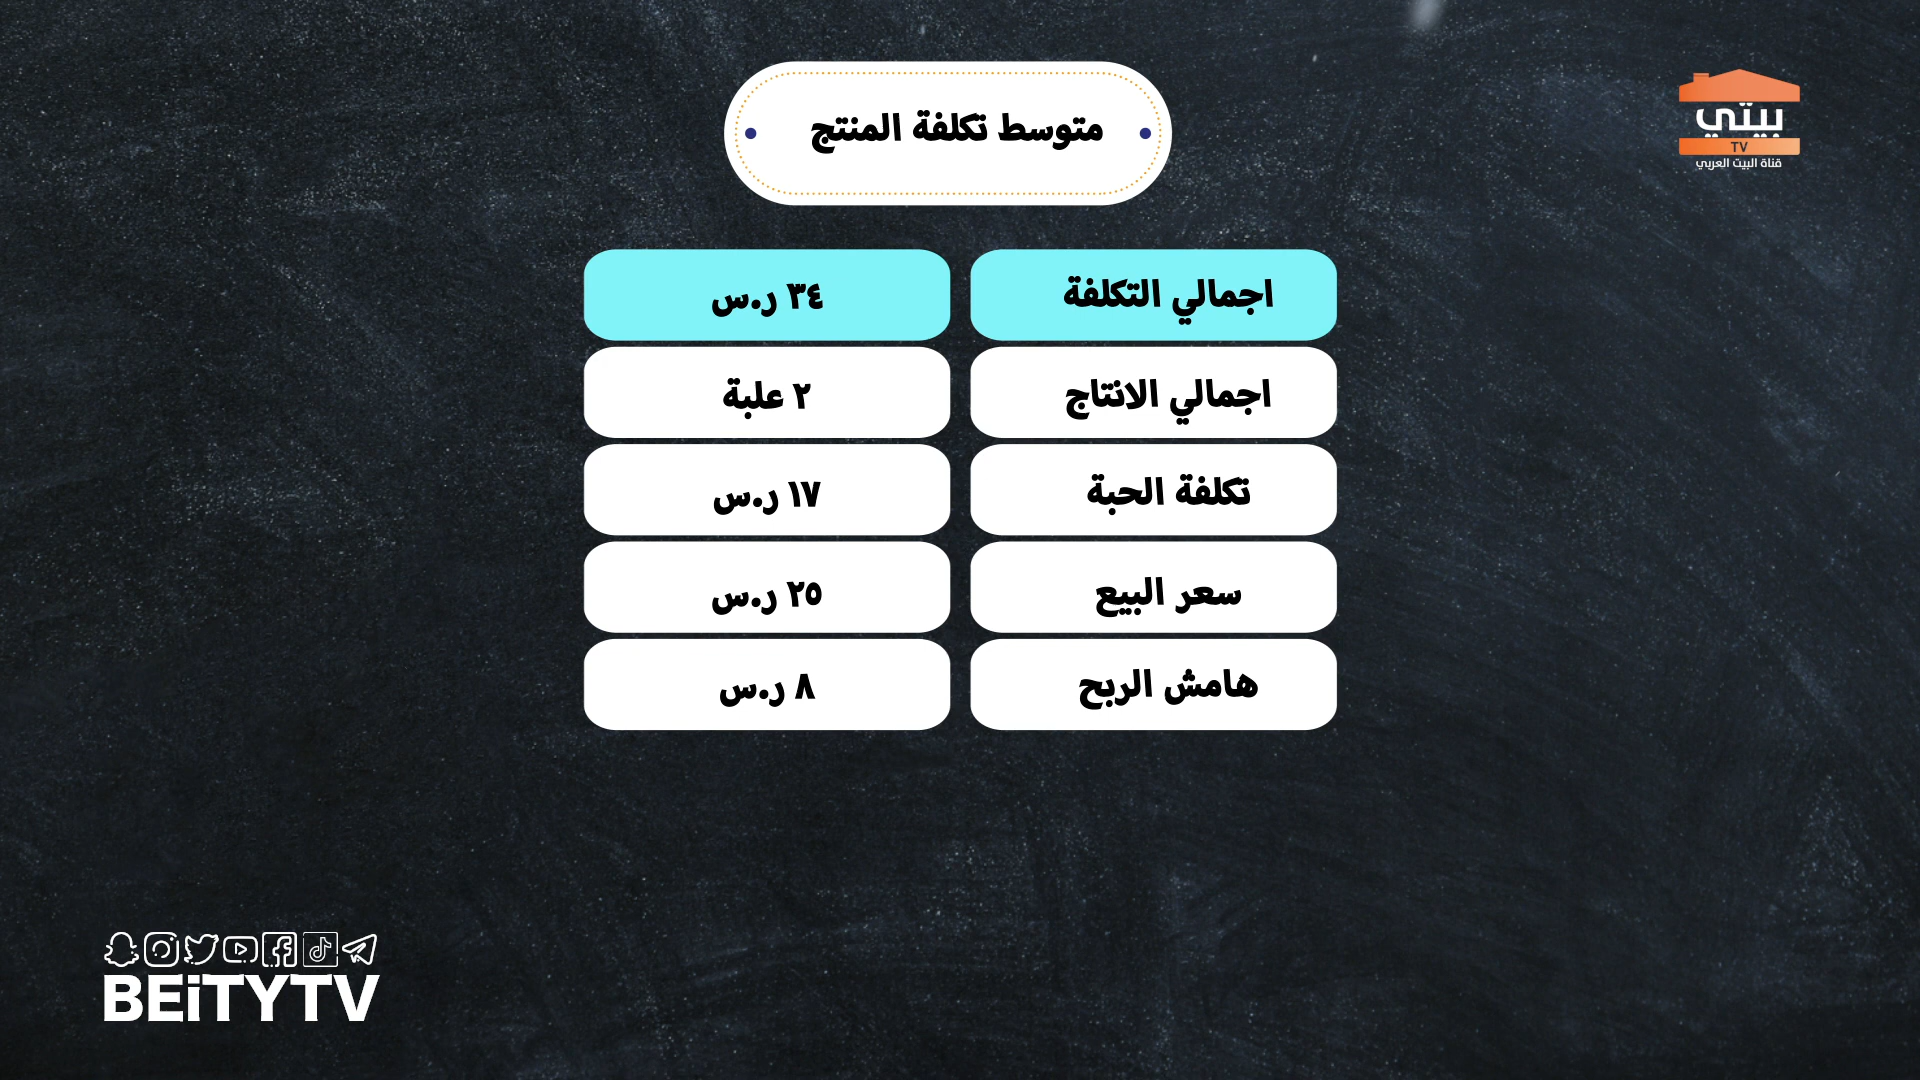 متوسط تكلفة المنتج
بيتي
TV
قناة البيت العربي
اجمالي التكلفة ٣٤ ر.س
اجمالي الانتاج ٢ علبة
تكلفة الحبة ١٧ ر.س
سعر البيع ٢٥ ر.س
هامش الربح ٨ ر.س
BEiTYTV